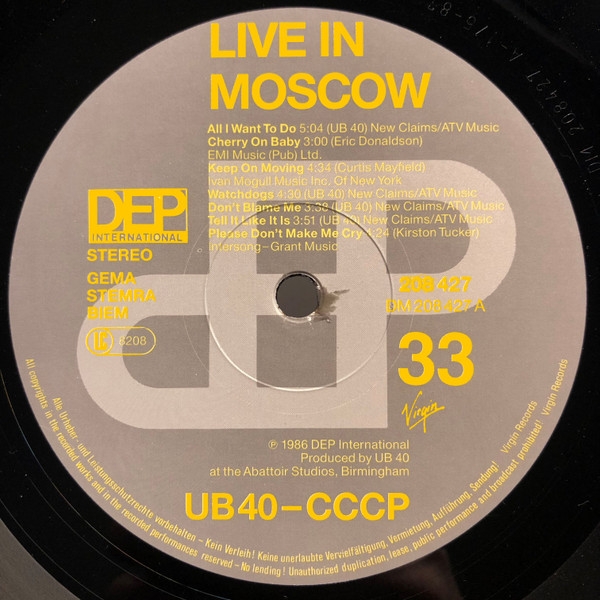 LIVE IN
MOSCOW
All I Want To Do 5:04 (UB 40) New Claims/ATV Music
Cherry On Baby 3:00 (Eric Donaldson)
EMI Music (Pub) Ltd.
Keep On Moving 4:34 (Curtis Mayfield)
Ivan Mogull Music Inc. Of New York
Watchdogs 4:30 (UB 40) New Claims/ATV Music
Don't Blame Me 3:38 (UB 40) New Claims/ATV Music
Tell It Like It Is 3:51 (UB 40) New Claims/ATV Music
Please Don't Make Me Cry 4:24 (Kirston Tucker)
Intersong–Grant Music
DEP
INTERNATIONAL
STEREO
GEMA
STEMRA
BIEM
LC 8208
208 427
DM 208 427 A
33
Virgin
℗ 1986 DEP International
Produced by UB 40
at the Abattoir Studios, Birmingham
UB40–CCCP
Alle Urheber- und Leistungsschutzrechte vorbehalten – Kein Verleih! Keine unerlaubte Vervielfältigung, Vermietung, Aufführung, Sendung! Virgin Records
All copyrights in the recorded works and in the recorded performances reserved – No lending! Unauthorized duplication, lease, public performance and broadcast prohibited! Virgin Records